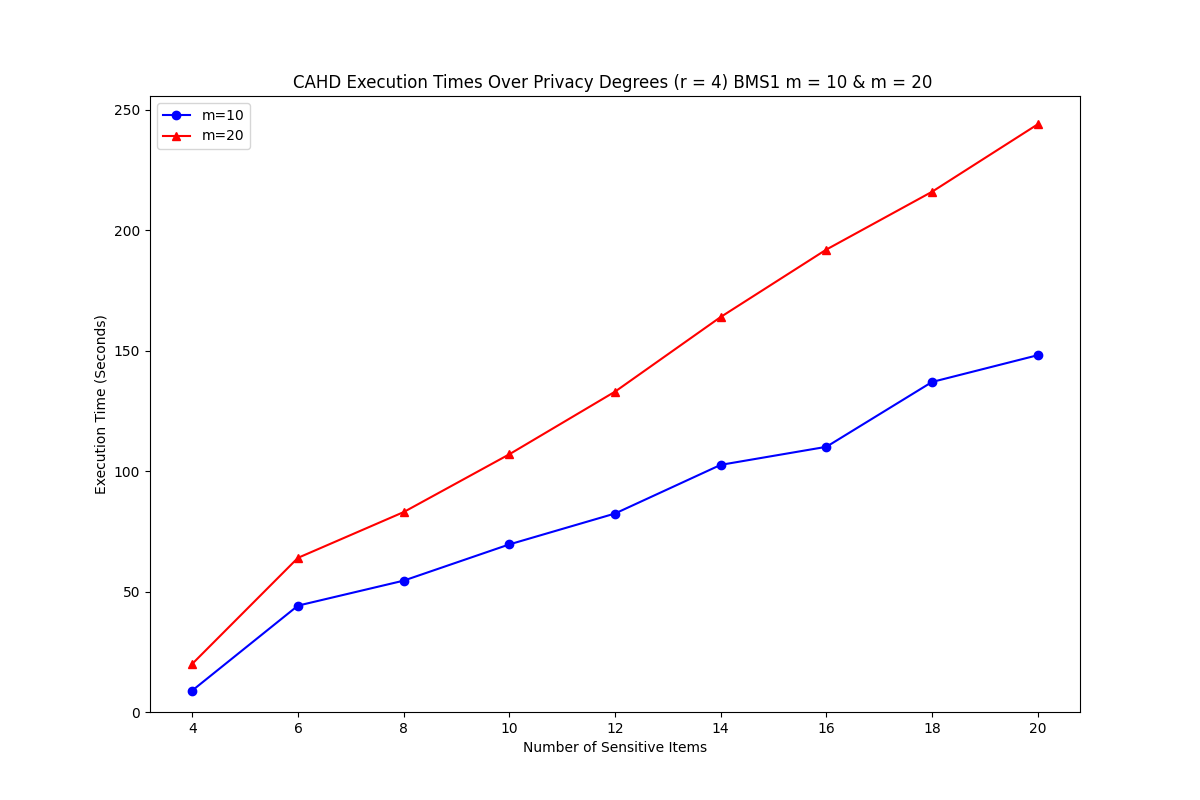 CAHD Execution Times Over Privacy Degrees (r = 4) BMS1 m = 10 & m = 20
m=10
m=20
250
200
150
100
50
0
Execution Time (Seconds)
4 6 8 10 12 14 16 18 20
Number of Sensitive Items